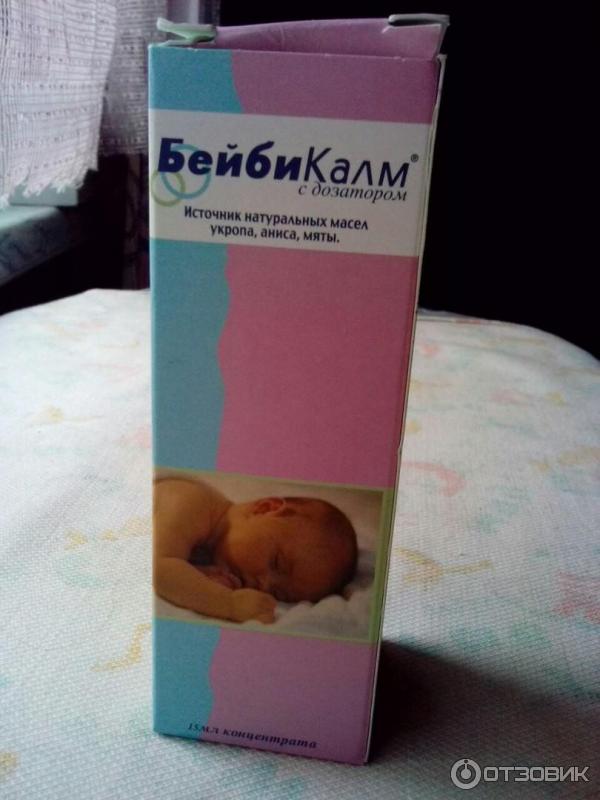 БейбиКалм®
с дозатором
Источник натуральных масел
укропа, аниса, мяты.
15мл концентрата
ОТЗОВИК